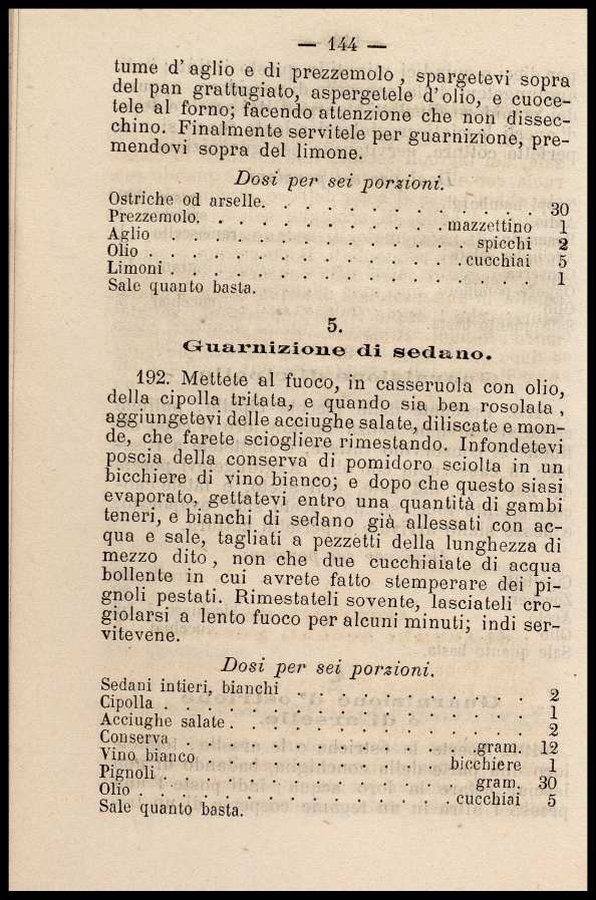 — 144 —
tume d'aglio e di prezzemolo, spargetevi sopra
del pan grattugiato, aspergetele d'olio, e cuoce-
tele al forno; facendo attenzione che non dissec-
chino. Finalmente servitele per guarnizione, pre-
mendovi sopra del limone.
Dosi per sei porzioni.
Ostriche od arselle. . . . . . . . . . . 30
Prezzemolo. . . . . . . . . . mazzettino 1
Aglio . . . . . . . . . . . spicchi 2
Olio . . . . . . . . . . . cucchiai 5
Limoni . . . . . . . . . . . . . 1
Sale quanto basta.
5.
Guarnizione di sedano.
192. Mettete al fuoco, in casseruola con olio,
della cipolla tritata, e quando sia ben rosolata,
aggiungetevi delle acciughe salate, diliscate e mon-
de, che farete sciogliere rimestando. Infondetevi
poscia della conserva di pomidoro sciolta in un
bicchiere di vino bianco; e dopo che questo siasi
evaporato, gettatevi entro una quantità di gambi
teneri, e bianchi di sedano già allessati con ac-
qua e sale, tagliati a pezzetti della lunghezza di
mezzo dito, non che due cucchiaiate di acqua
bollente in cui avrete fatto stemperare dei pi-
gnoli pestati. Rimestateli sovente, lasciateli cro-
giolarsi a lento fuoco per alcuni minuti; indi ser-
vitevene.
Dosi per sei porzioni.
Sedani intieri, bianchi . . . . . . . . . 2
Cipolla . . . . . . . . . . . . . 1
Acciughe salate . . . . . . . . . . . 2
Conserva . . . . . . . . . . . gram. 12
Vino bianco . . . . . . . . . bicchiere 1
Pignoli . . . . . . . . . . . gram. 30
Olio . . . . . . . . . . . cucchiai 5
Sale quanto basta.